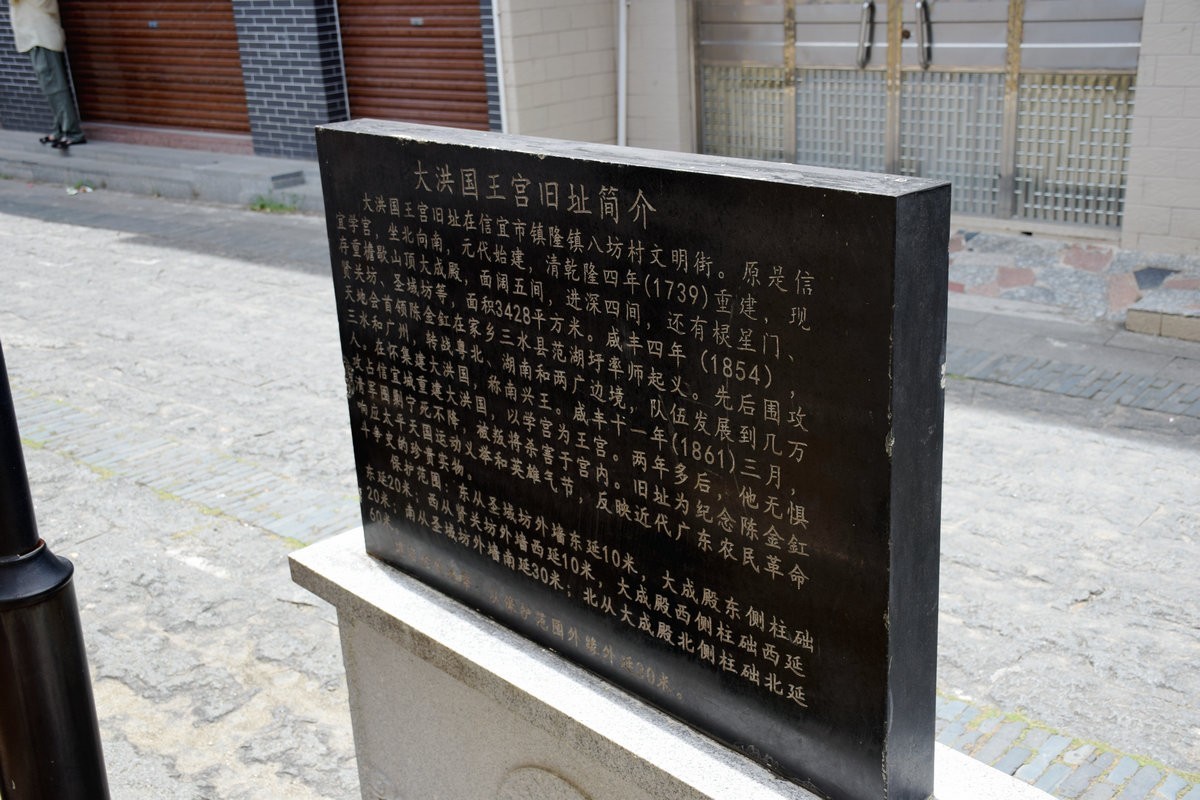 大洪国王宫旧址简介
大洪国王宫旧址在信宜市镇隆镇八坊村文明街。原是信
宜学宫，坐北向南，元代始建，清乾隆四年(1739)重建，现
存重檐歇山顶大成殿，面阔五间，进深四间，还有棂星门、
贤关坊、圣域坊等，面积3428平方米。咸丰四年（1854），
天地会首领陈金釭在家乡三水县范湖圩率师起义。先后围攻
三水和广州，转战粤北、湖南和两广边境，队伍发展到几万
人，在怀集建大洪国，称南兴王。咸丰十一年(1861)三月，
攻占信宜城重建大洪国，以学宫为王宫。两年多后，他无惧
清军围剿宁死不降，被叛将杀害于宫内。旧址为纪念陈金釭
响应太平天国运动义举和英雄气节，反映近代广东农民革命
斗争史的珍贵实物。
保护范围：东从圣域坊外墙东延10米，大成殿东侧柱础
东延20米；西从贤关坊外墙西延10米，大成殿西侧柱础西延
20米；南从圣域坊外墙南延30米；北从大成殿北侧柱础北延
60米。
从保护范围外缘外延30米。